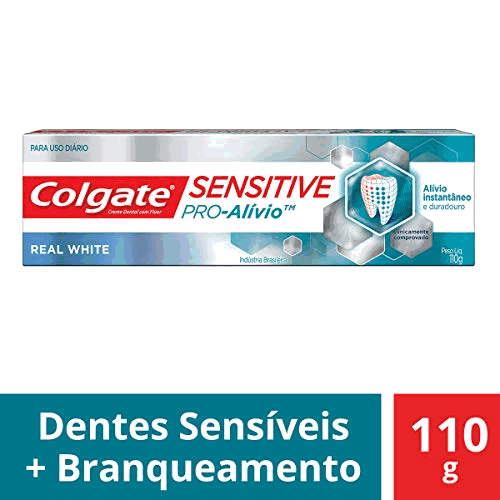 PARA USO DIÁRIO
Colgate®
Creme Dental com Flúor
SENSITIVE
PRO-Alívio™
REAL WHITE
Indústria Brasileira
Alívio
instantâneo
e duradouro
clinicamente
comprovado
Peso Líq.
110g
Dentes Sensíveis
+ Branqueamento
110
g